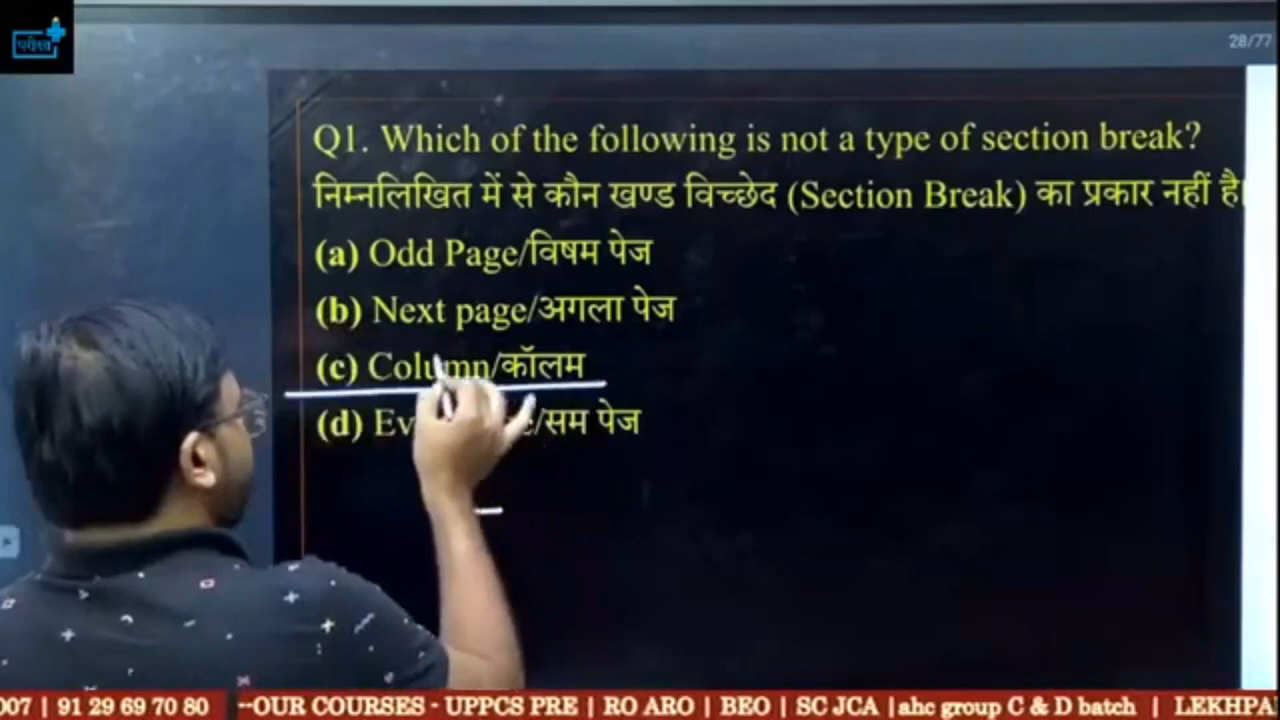 परीक्षा
28/77
Q1. Which of the following is not a type of section break?
निम्नलिखित में से कौन खण्ड विच्छेद (Section Break) का प्रकार नहीं है।
(a) Odd Page/विषम पेज
(b) Next page/अगला पेज
(c) Column/कॉलम
(d) Ev e/सम पेज
007 | 91 29 69 70 80 --OUR COURSES - UPPCS PRE | RO ARO | BEO | SC JCA |ahc group C & D batch | LEKHPA